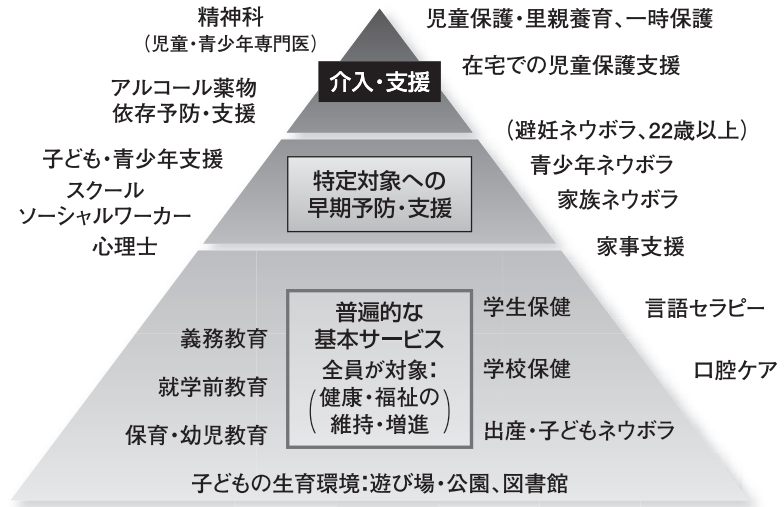 精神科
(児童・青少年専門医)
児童保護・里親養育、一時保護
介入・支援
在宅での児童保護支援
アルコール薬物
依存予防・支援
(避妊ネウボラ、22歳以上)
子ども・青少年支援
青少年ネウボラ
スクール
ソーシャルワーカー
特定対象への
早期予防・支援
家族ネウボラ
心理士
家事支援
普遍的な
基本サービス
全員が対象:
(健康・福祉の
維持・増進)
学生保健
言語セラピー
義務教育
学校保健
口腔ケア
就学前教育
保育・幼児教育
出産・子どもネウボラ
子どもの生育環境:遊び場・公園、図書館